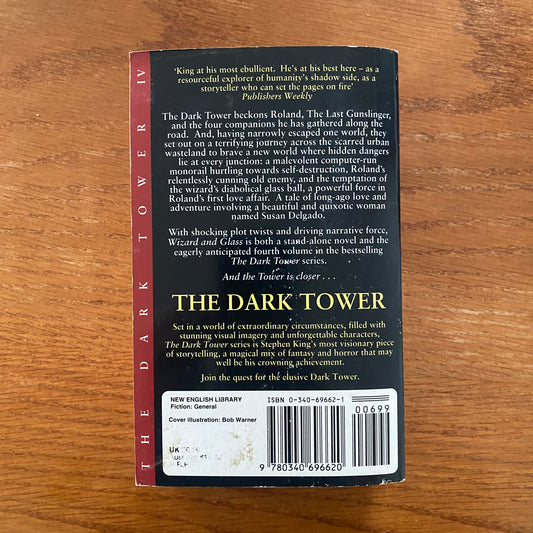 THE DARK TOWER IV
'King at his most ebullient. He's at his best here – as a
resourceful explorer of humanity's shadow side, as a
storyteller who can set the pages on fire'
Publishers Weekly
The Dark Tower beckons Roland, The Last Gunslinger,
and the four companions he has gathered along the
road. And, having narrowly escaped one world, they
set out on a terrifying journey across the scarred urban
wasteland to brave a new world where hidden dangers
lie at every junction: a malevolent computer-run
monorail hurtling towards self-destruction, Roland's
relentlessly cunning old enemy, and the temptation of
the wizard's diabolical glass ball, a powerful force in
Roland's first love affair. A tale of long-ago love and
adventure involving a beautiful and quixotic woman
named Susan Delgado.
With shocking plot twists and driving narrative force,
Wizard and Glass is both a stand-alone novel and the
eagerly anticipated fourth volume in the bestselling
The Dark Tower series.
And the Tower is closer . . .
THE DARK TOWER
Set in a world of extraordinary circumstances, filled with
stunning visual imagery and unforgettable characters,
The Dark Tower series is Stephen King's most visionary piece
of storytelling, a magical mix of fantasy and horror that may
well be his crowning achievement.
Join the quest for the elusive Dark Tower.
NEW ENGLISH LIBRARY
Fiction: General
Cover illustration: Bob Warner
UK
ISBN 0-340-69662-1
00699
9 780340 696620